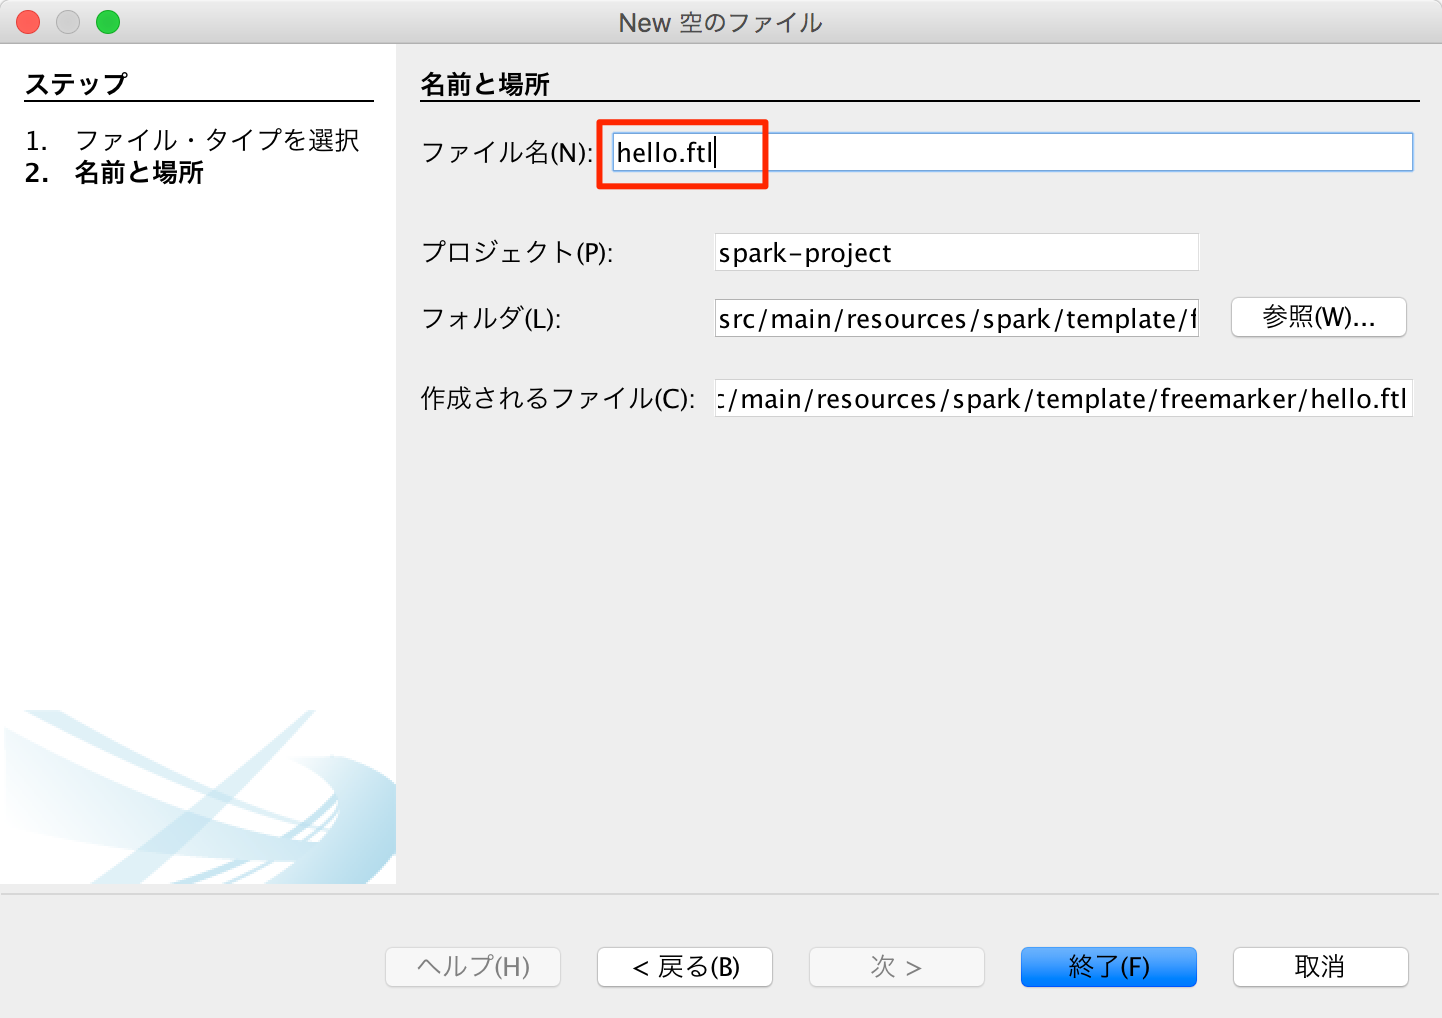 New 空のファイル
ステップ
1. ファイル・タイプを選択
2. 名前と場所
名前と場所
ファイル名(N): hello.ftl
プロジェクト(P): spark-project
フォルダ(L): src/main/resources/spark/template/f 参照(W)...
作成されるファイル(C): c/main/resources/spark/template/freemarker/hello.ftl
ヘルプ(H) < 戻る(B) 次 > 終了(F) 取消